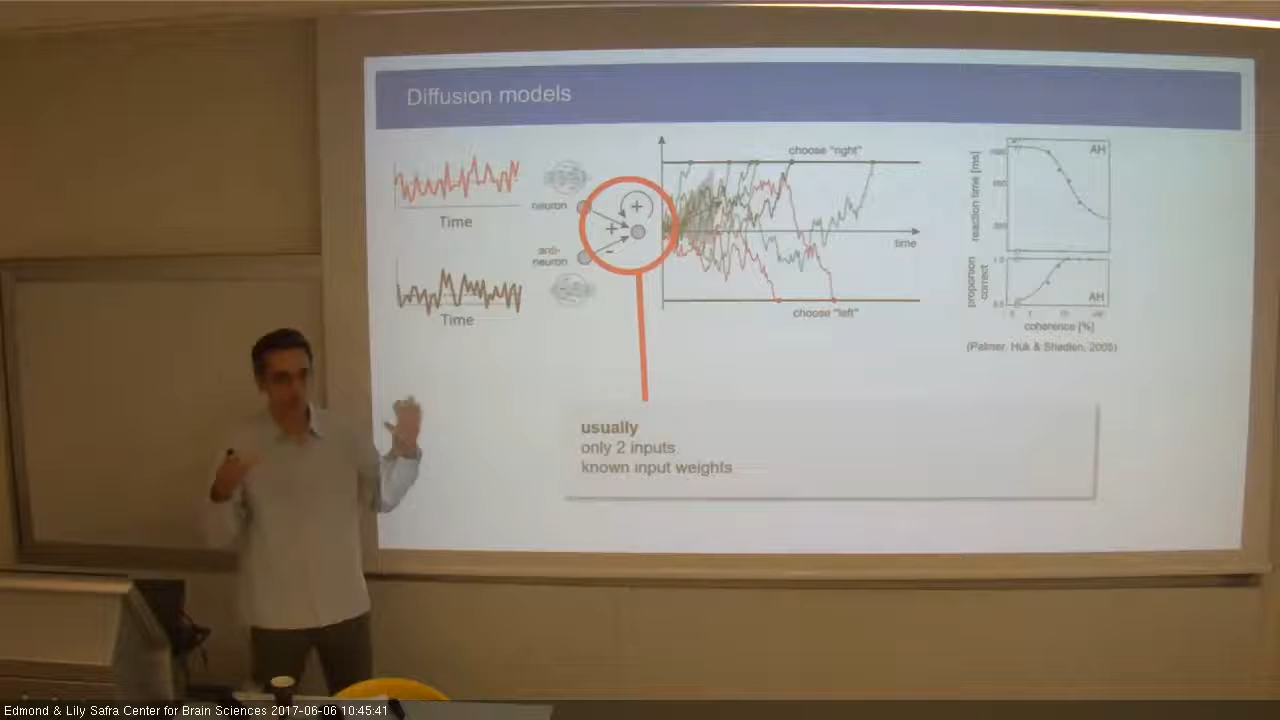 Diffusion models
choose "right"
neuron
Time
anti-
neuron
Time
time
choose "left"
reaction time [ms]
AH
proportion
correct
1.0
AH
coherence [%]
(Palmer, Huk & Shadlen, 2005)
usually
only 2 inputs
known input weights
Edmond & Lily Safra Center for Brain Sciences 2017-06-06 10:45:41